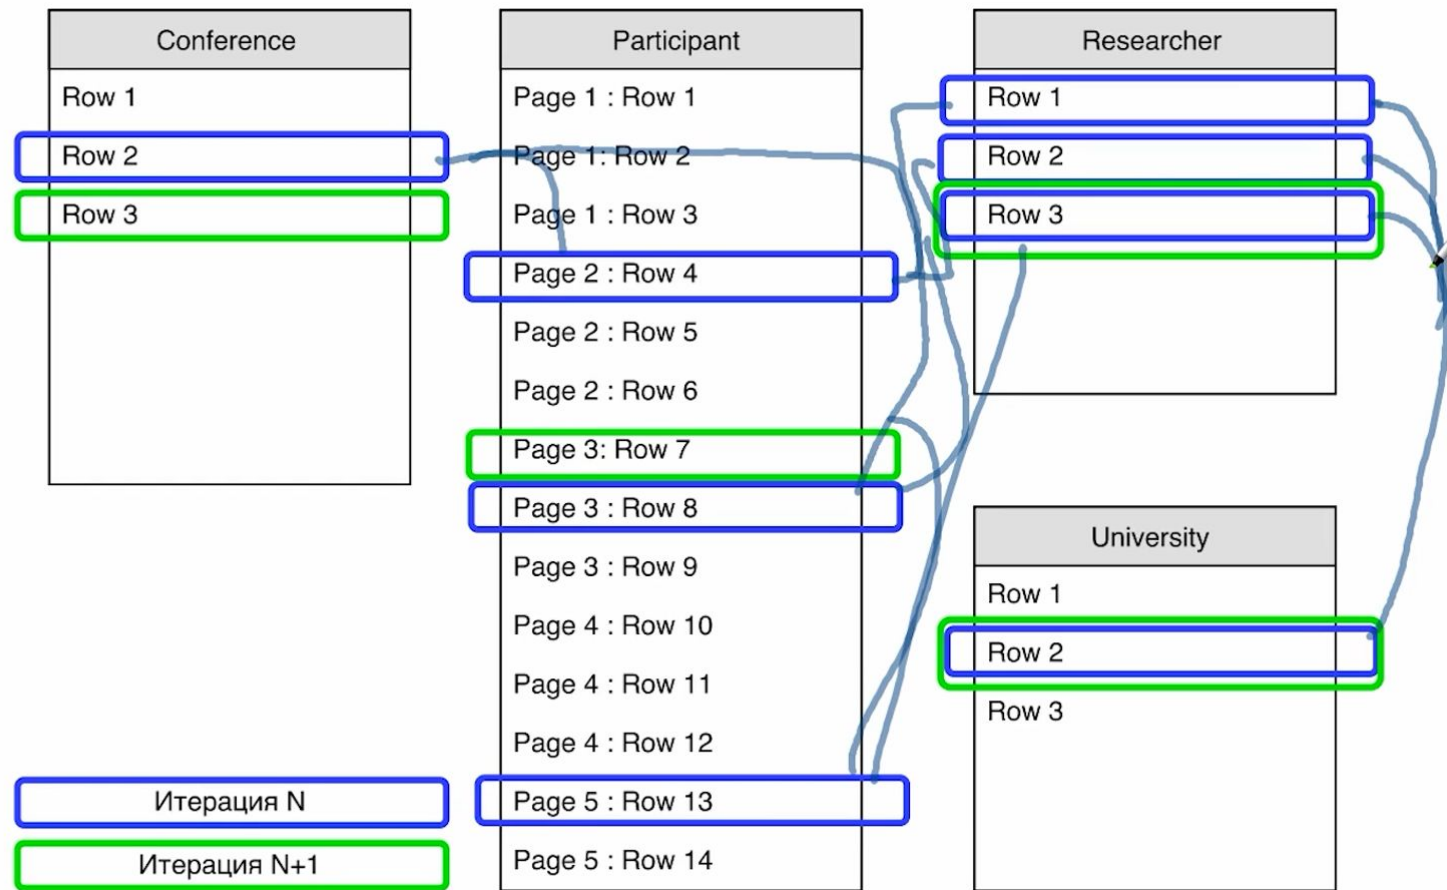 Conference
Row 1
Row 2
Row 3
Participant
Page 1 : Row 1
Page 1: Row 2
Page 1 : Row 3
Page 2 : Row 4
Page 2 : Row 5
Page 2 : Row 6
Page 3: Row 7
Page 3 : Row 8
Page 3 : Row 9
Page 4 : Row 10
Page 4 : Row 11
Page 4 : Row 12
Page 5 : Row 13
Page 5 : Row 14
Researcher
Row 1
Row 2
Row 3
University
Row 1
Row 2
Row 3
Итерация N
Итерация N+1